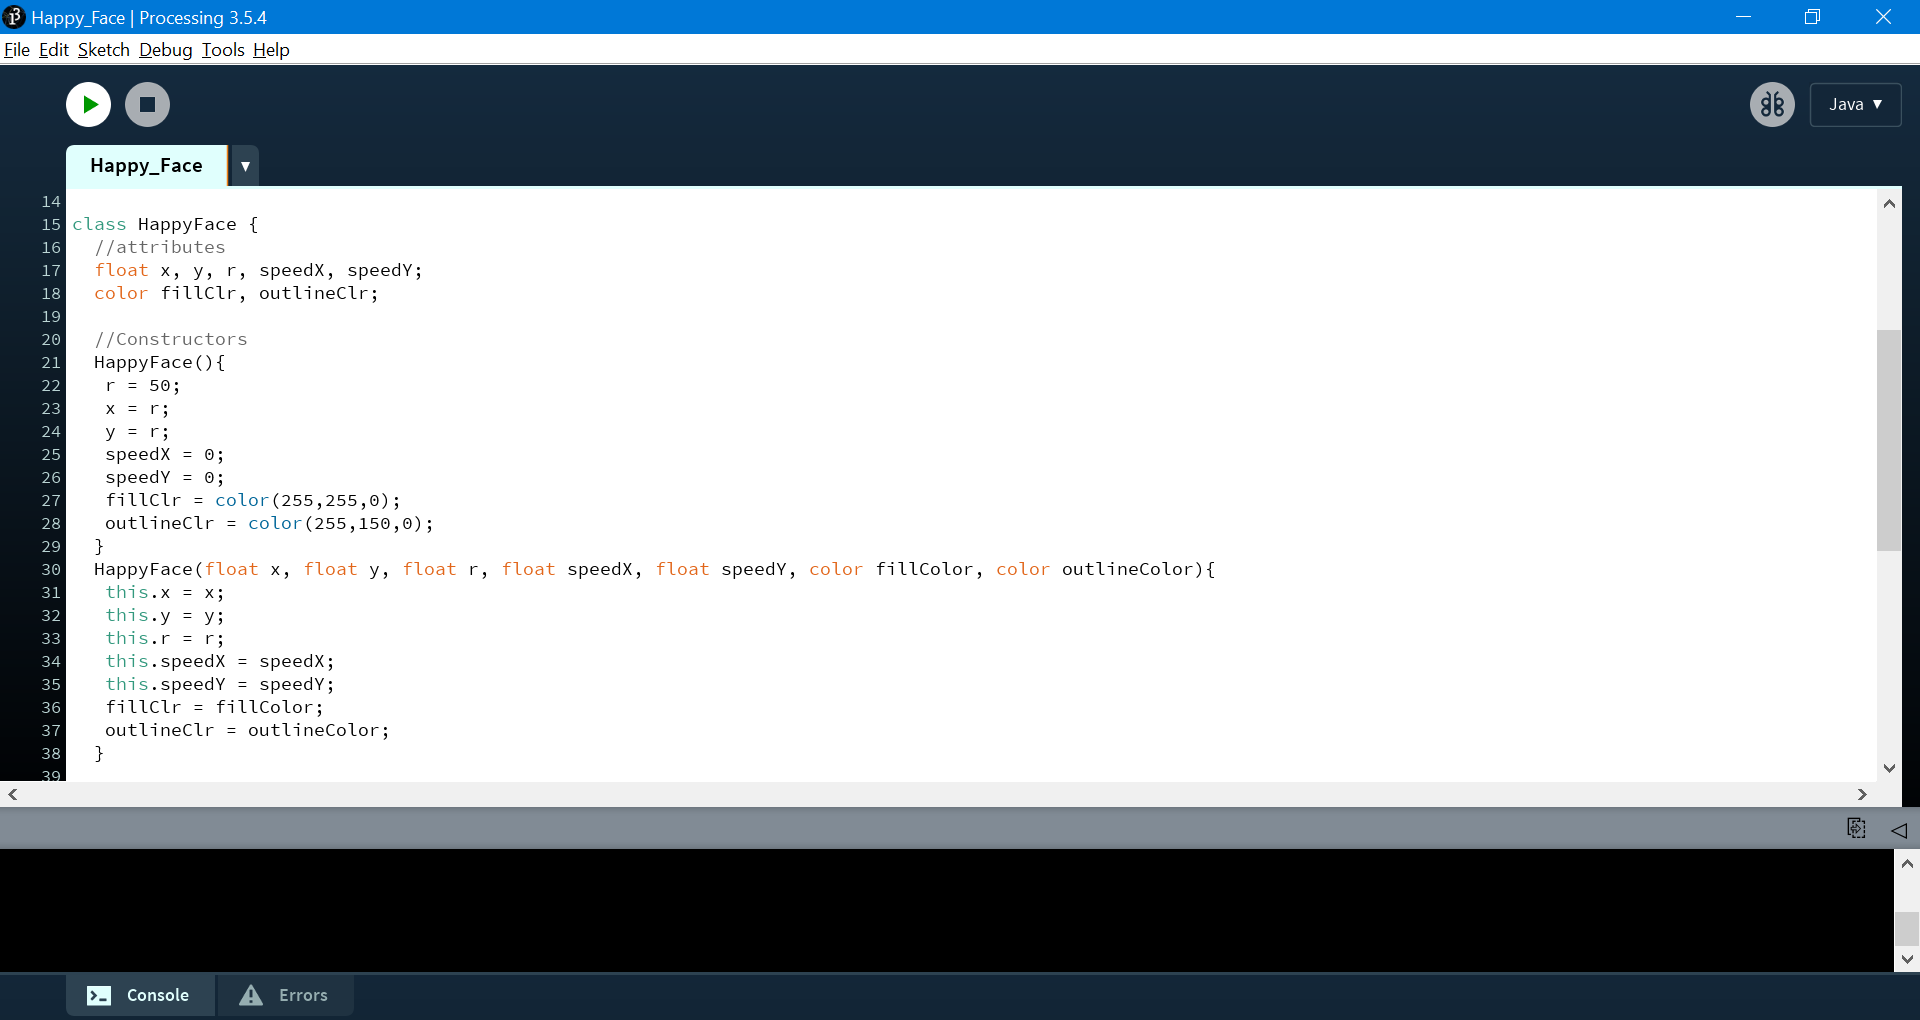 Happy_Face | Processing 3.5.4
File Edit Sketch Debug Tools Help
Java ▼
Happy_Face ▼
14
15 class HappyFace {
16   //attributes
17   float x, y, r, speedX, speedY;
18   color fillClr, outlineClr;
19
20   //Constructors
21   HappyFace(){
22    r = 50;
23    x = r;
24    y = r;
25    speedX = 0;
26    speedY = 0;
27    fillClr = color(255,255,0);
28    outlineClr = color(255,150,0);
29   }
30   HappyFace(float x, float y, float r, float speedX, float speedY, color fillColor, color outlineColor){
31    this.x = x;
32    this.y = y;
33    this.r = r;
34    this.speedX = speedX;
35    this.speedY = speedY;
36    fillClr = fillColor;
37    outlineClr = outlineColor;
38   }
39
Console Errors